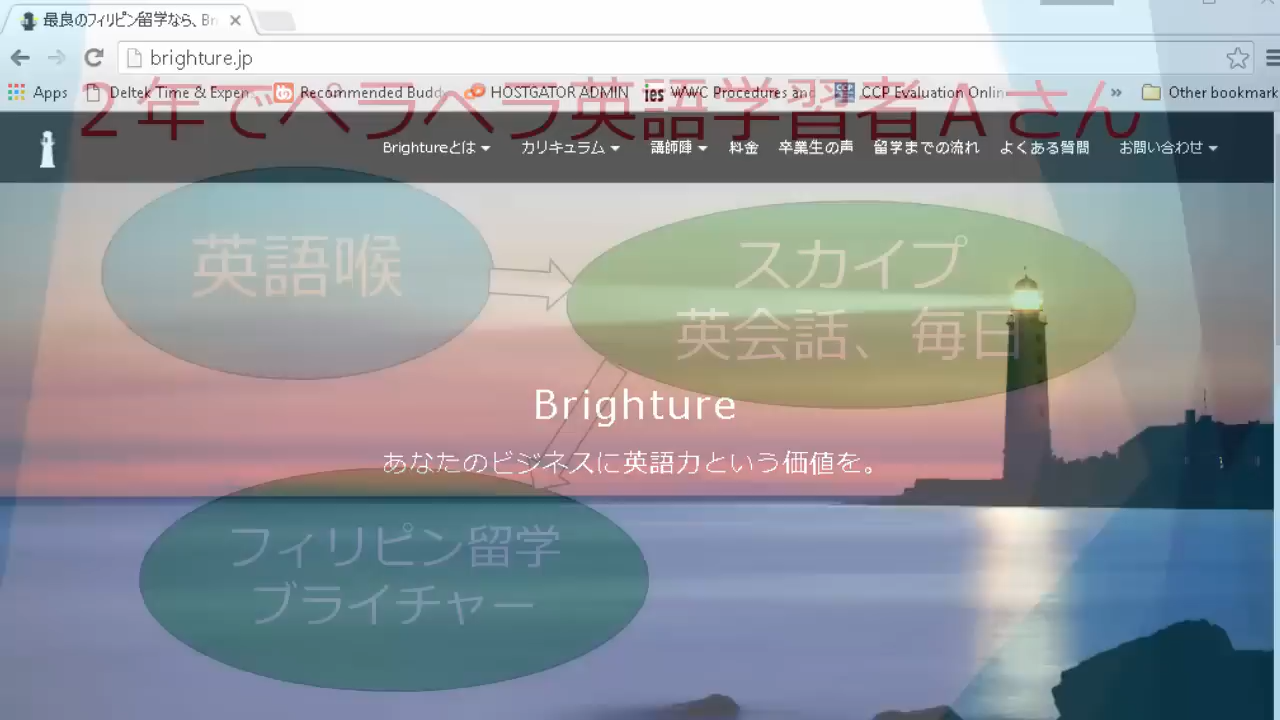 最良のフィリピン留学なら、Br
brighture.jp
Apps
Deltek Time & Expen
Recommended Budd
HOSTGATOR ADMIN
WWC Procedures and
CCP Evaluation Onlin
Other bookmark
２年でペラペラ英語学習者Ａさん
Brightureとは
カリキュラム
講師陣
料金
卒業生の声
留学までの流れ
よくある質問
お問い合わせ
英語喉
スカイプ
英会話、毎日
Brighture
あなたのビジネスに英語力という価値を。
フィリピン留学
ブライチャー